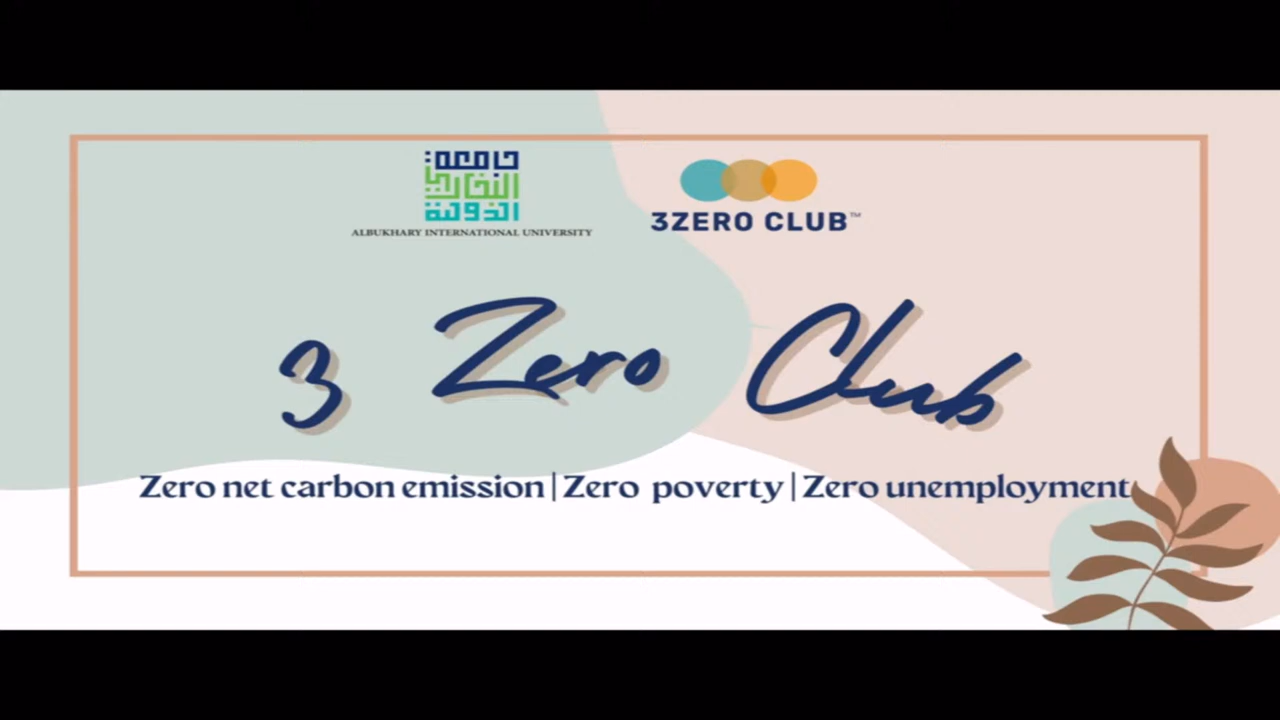 جامعة
البخاري
الدولية
ALBUKHARY INTERNATIONAL UNIVERSITY
3ZERO CLUB™
3 Zero Club
Zero net carbon emission|Zero poverty|Zero unemployment